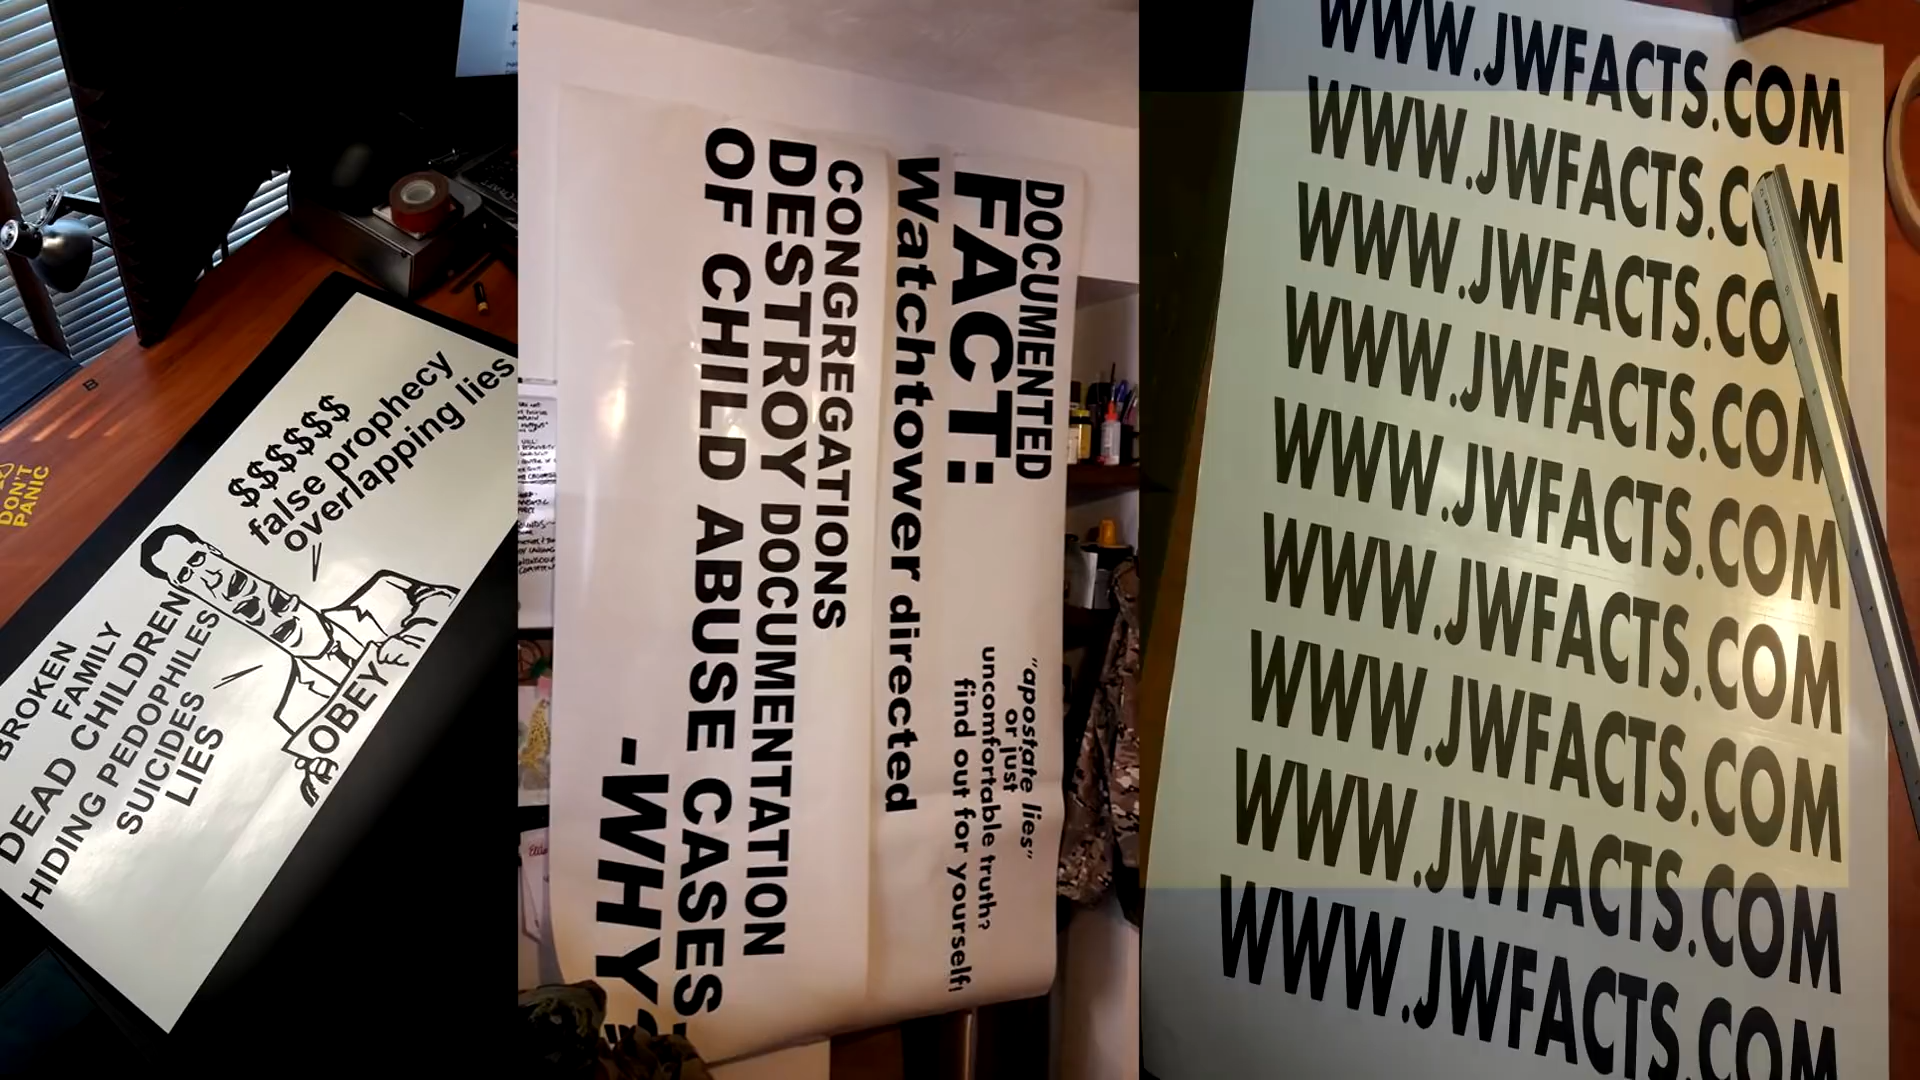 $$$$$$
false prophecy
overlapping lies
BROKEN
FAMILY
DEAD CHILDREN
HIDING PEDOPHILES
SUICIDES
LIES
OBEY
DON'T
PANIC
DOCUMENTED
FACT:
"apostate lies"
or just
uncomfortable truth?
find out for yourself!
Watchtower directed
CONGREGATIONS
DESTROY DOCUMENTATION
OF CHILD ABUSE CASES
-WHY?
WWW.JWFACTS.COM
WWW.JWFACTS.COM
WWW.JWFACTS.COM
WWW.JWFACTS.COM
WWW.JWFACTS.COM
WWW.JWFACTS.COM
WWW.JWFACTS.COM
WWW.JWFACTS.COM
WWW.JWFACTS.COM